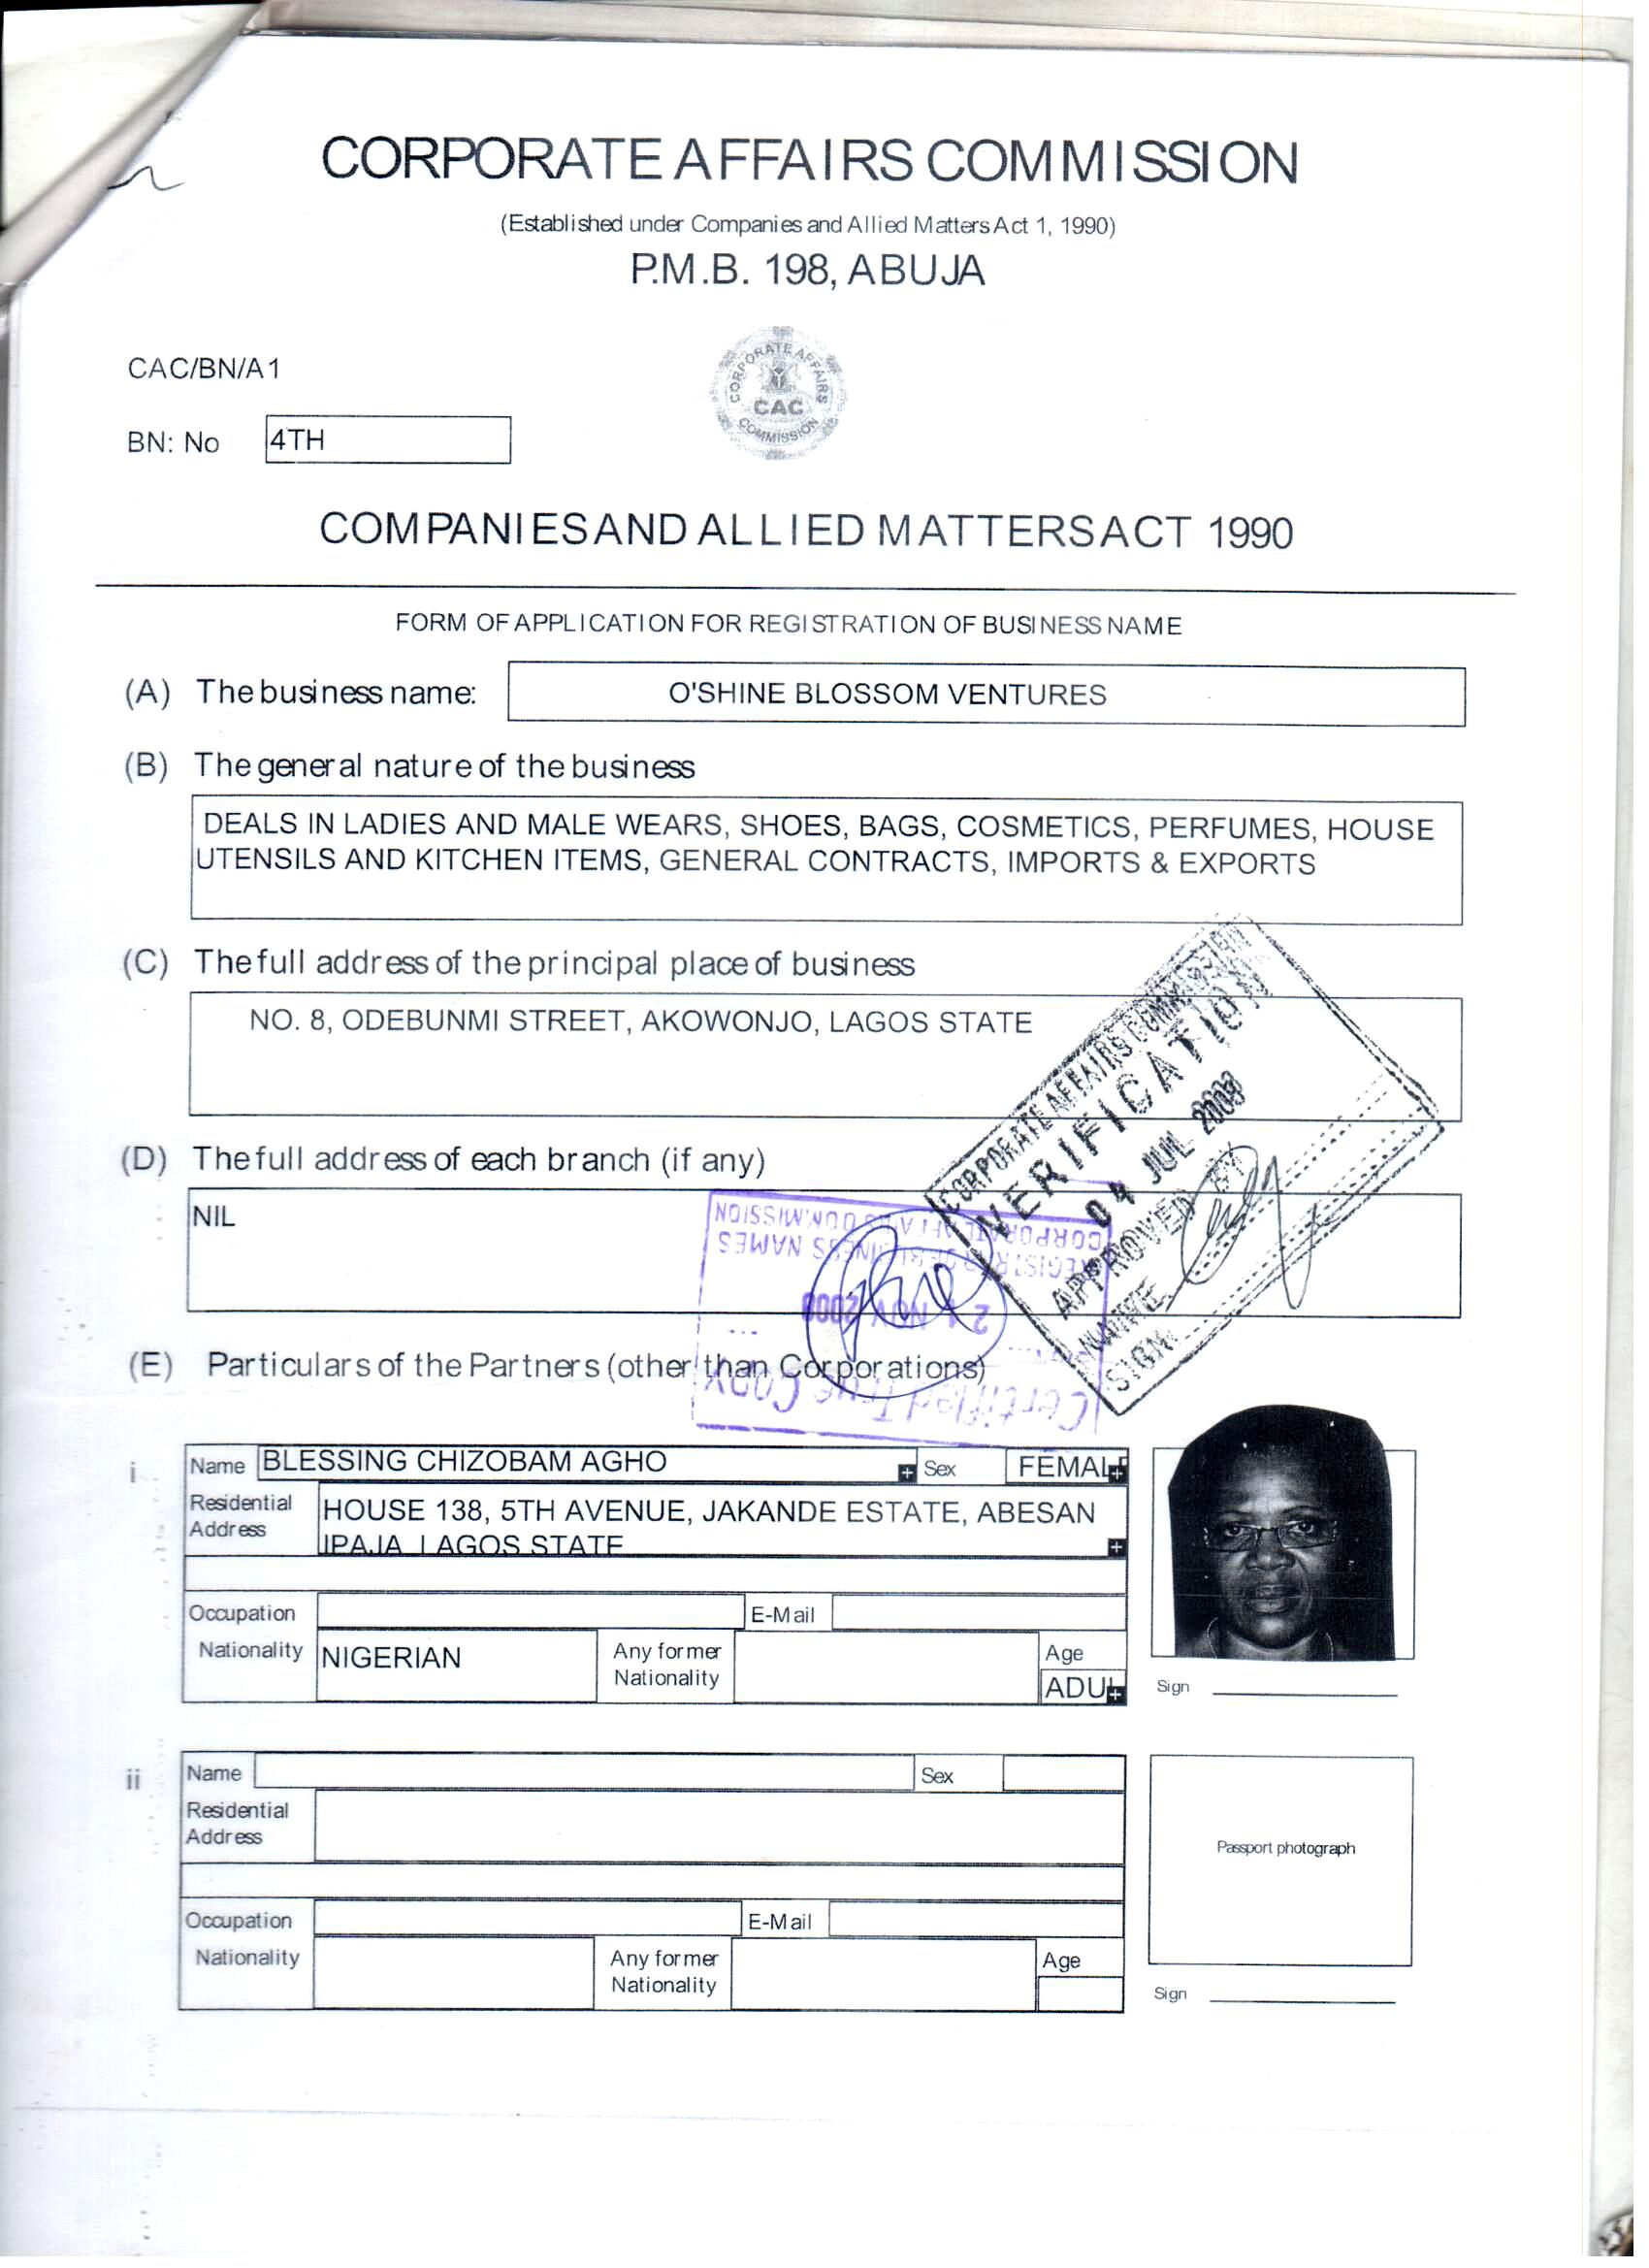 CORPORATE AFFAIRS COMMISSION
(Established under Companies and Allied Matters Act 1, 1990)
P.M.B. 198, ABUJA
CAC/BN/A1
CORPORATE AFFAIRS
CAC
COMMISSION
BN: No 4TH
COMPANIES AND ALLIED MATTERS ACT 1990
FORM OF APPLICATION FOR REGISTRATION OF BUSINESS NAME
(A) The business name: O'SHINE BLOSSOM VENTURES
(B) The general nature of the business
DEALS IN LADIES AND MALE WEARS, SHOES, BAGS, COSMETICS, PERFUMES, HOUSE
UTENSILS AND KITCHEN ITEMS, GENERAL CONTRACTS, IMPORTS & EXPORTS
(C) The full address of the principal place of business
NO. 8, ODEBUNMI STREET, AKOWONJO, LAGOS STATE
CORPORATE AFFAIRS COMMISSION
VERIFICATION
04 JUL
APPROVED BY
NAME
SIGN
(D) The full address of each branch (if any)
NIL
CORPORATE AFFAIRS COMMISSION
REGISTRY OF BUSINESS NAMES
NOV
Certified True Copy
(E) Particulars of the Partners (other than Corporations)
i
Name BLESSING CHIZOBAM AGHO Sex FEMAL
Residential Address HOUSE 138, 5TH AVENUE, JAKANDE ESTATE, ABESAN
IPAJA LAGOS STATE
Occupation E-Mail
Nationality NIGERIAN Any former Nationality Age ADUL
Sign
ii
Name Sex
Residential
Address
Passport photograph
Occupation E-Mail
Nationality Any former Nationality Age
Sign